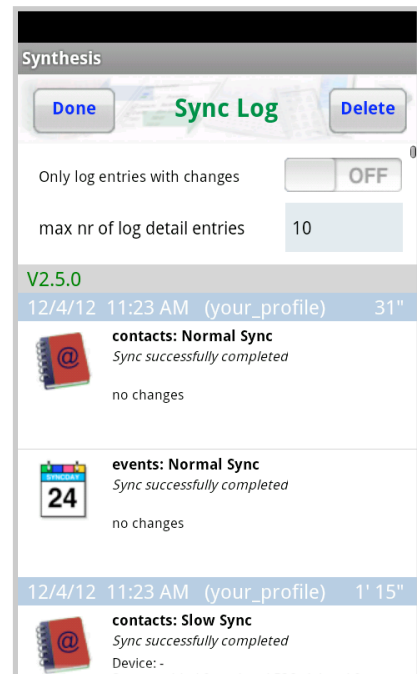 Synthesis
Done
Sync Log
Delete
Only log entries with changes
OFF
max nr of log detail entries
10
V2.5.0
12/4/12 11:23 AM (your_profile) 31"
@
contacts: Normal Sync
Sync successfully completed
no changes
SYNCDAY
24
events: Normal Sync
Sync successfully completed
no changes
12/4/12 11:23 AM (your_profile) 1' 15"
@
contacts: Slow Sync
Sync successfully completed
Device: -